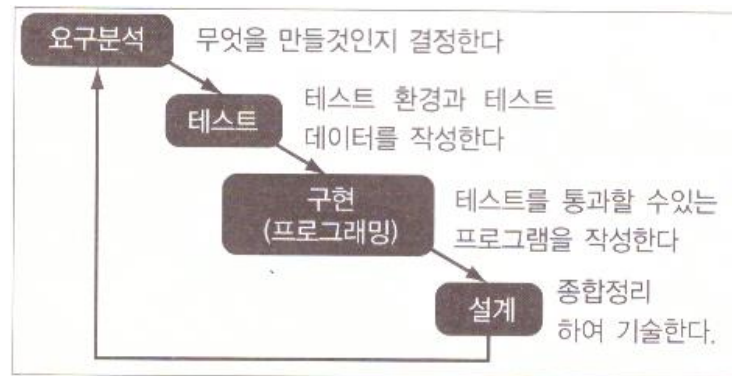 요구분석
무엇을 만들것인지 결정한다
테스트
테스트 환경과 테스트
데이터를 작성한다
구현
(프로그래밍)
테스트를 통과할 수있는
프로그램을 작성한다
설계
종합정리
하여 기술한다.